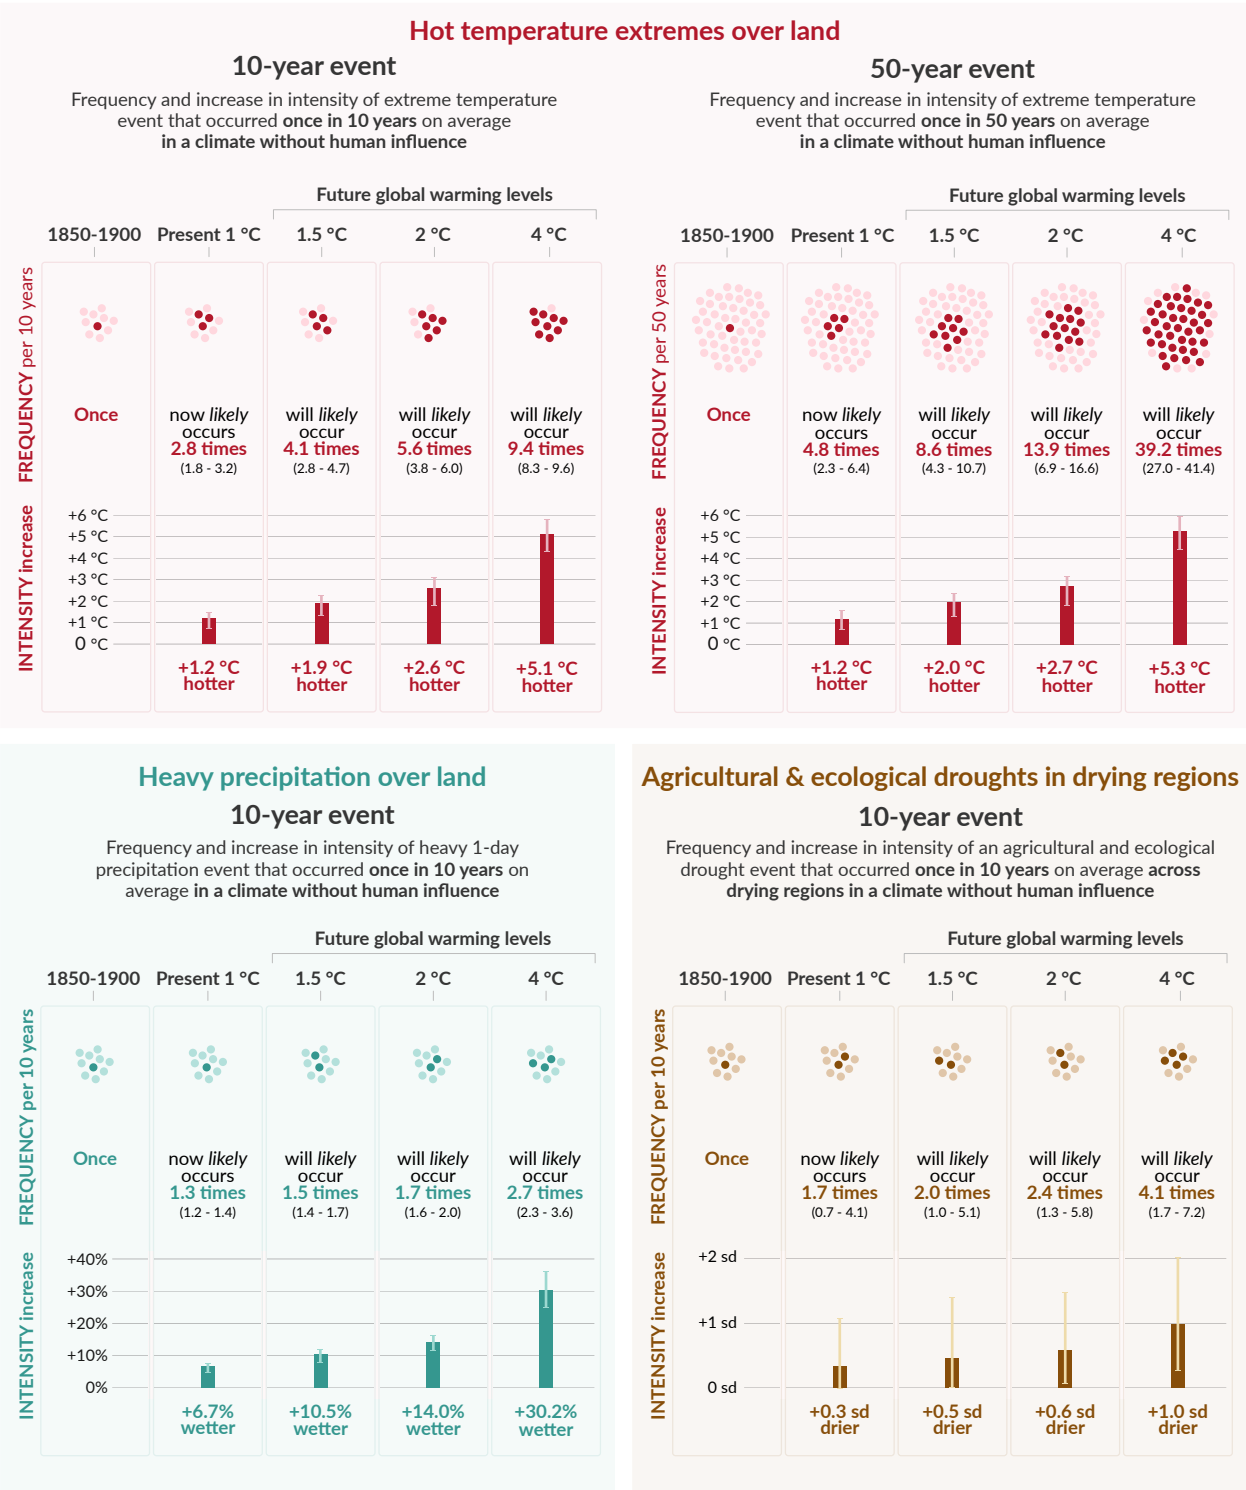 Hot temperature extremes over land
10-year event
Frequency and increase in intensity of extreme temperature
event that occurred once in 10 years on average
in a climate without human influence
Future global warming levels
1850-1900 Present 1 °C 1.5 °C 2 °C 4 °C
FREQUENCY per 10 years
Once
now likely
occurs
2.8 times
(1.8 - 3.2)
will likely
occur
4.1 times
(2.8 - 4.7)
will likely
occur
5.6 times
(3.8 - 6.0)
will likely
occur
9.4 times
(8.3 - 9.6)
INTENSITY increase
+6 °C
+5 °C
+4 °C
+3 °C
+2 °C
+1 °C
0 °C
+1.2 °C
hotter
+1.9 °C
hotter
+2.6 °C
hotter
+5.1 °C
hotter
50-year event
Frequency and increase in intensity of extreme temperature
event that occurred once in 50 years on average
in a climate without human influence
Future global warming levels
1850-1900 Present 1 °C 1.5 °C 2 °C 4 °C
FREQUENCY per 50 years
Once
now likely
occurs
4.8 times
(2.3 - 6.4)
will likely
occur
8.6 times
(4.3 - 10.7)
will likely
occur
13.9 times
(6.9 - 16.6)
will likely
occur
39.2 times
(27.0 - 41.4)
INTENSITY increase
+6 °C
+5 °C
+4 °C
+3 °C
+2 °C
+1 °C
0 °C
+1.2 °C
hotter
+2.0 °C
hotter
+2.7 °C
hotter
+5.3 °C
hotter
Heavy precipitation over land
10-year event
Frequency and increase in intensity of heavy 1-day
precipitation event that occurred once in 10 years on
average in a climate without human influence
Future global warming levels
1850-1900 Present 1 °C 1.5 °C 2 °C 4 °C
FREQUENCY per 10 years
Once
now likely
occurs
1.3 times
(1.2 - 1.4)
will likely
occur
1.5 times
(1.4 - 1.7)
will likely
occur
1.7 times
(1.6 - 2.0)
will likely
occur
2.7 times
(2.3 - 3.6)
INTENSITY increase
+40%
+30%
+20%
+10%
0%
+6.7%
wetter
+10.5%
wetter
+14.0%
wetter
+30.2%
wetter
Agricultural & ecological droughts in drying regions
10-year event
Frequency and increase in intensity of an agricultural and ecological
drought event that occurred once in 10 years on average across
drying regions in a climate without human influence
Future global warming levels
1850-1900 Present 1 °C 1.5 °C 2 °C 4 °C
FREQUENCY per 10 years
Once
now likely
occurs
1.7 times
(0.7 - 4.1)
will likely
occur
2.0 times
(1.0 - 5.1)
will likely
occur
2.4 times
(1.3 - 5.8)
will likely
occur
4.1 times
(1.7 - 7.2)
INTENSITY increase
+2 sd
+1 sd
0 sd
+0.3 sd
drier
+0.5 sd
drier
+0.6 sd
drier
+1.0 sd
drier